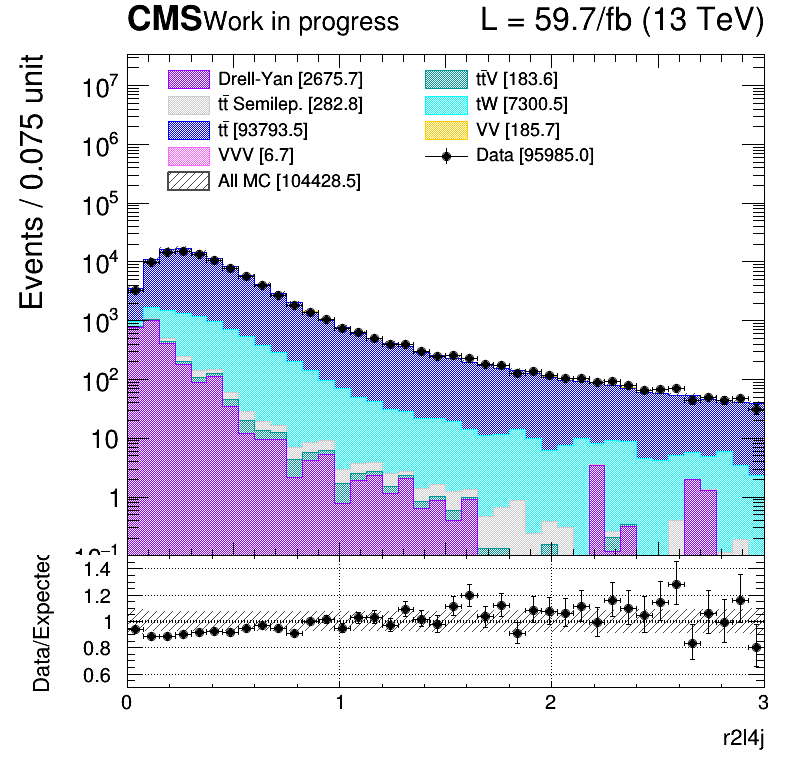 CMS Work in progress L = 59.7/fb (13 TeV)
Events / 0.075 unit
Drell-Yan [2675.7]
tt̄ Semilep. [282.8]
tt̄ [93793.5]
VVV [6.7]
All MC [104428.5]
tt̄V [183.6]
tW [7300.5]
VV [185.7]
Data [95985.0]
10⁷
10⁶
10⁵
10⁴
10³
10²
10
1
10⁻¹
Data/Expected
1.4
1.2
1
0.8
0.6
0 1 2 3
r2l4j